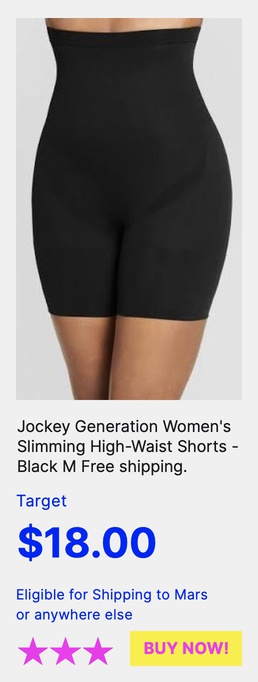 Jockey Generation Women's
Slimming High-Waist Shorts -
Black M Free shipping.
Target
$18.00
Eligible for Shipping to Mars
or anywhere else
BUY NOW!